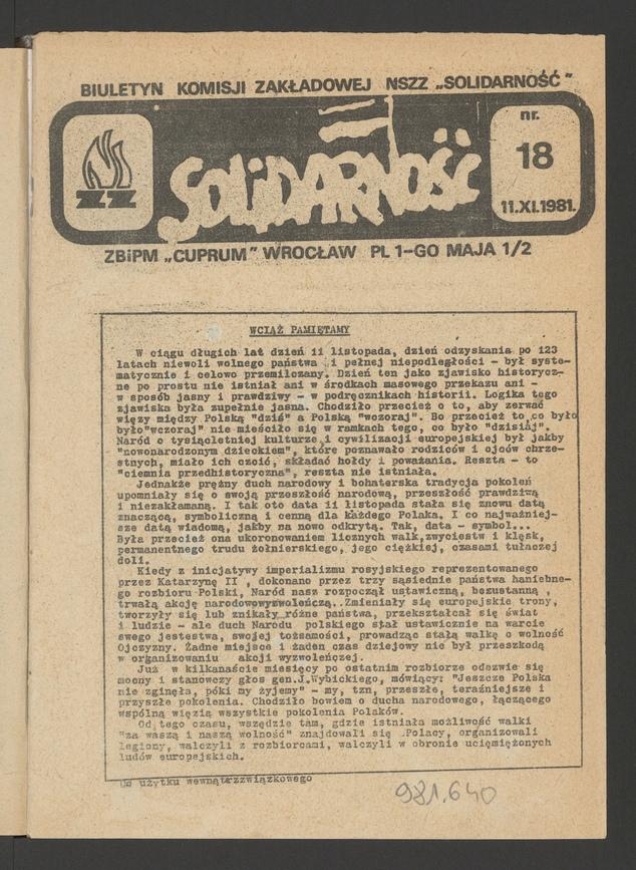 BIULETYN KOMISJI ZAKŁADOWEJ NSZZ „SOLIDARNOŚĆ”
ZZ
SOLIDARNOŚĆ
nr.
18
11.XI.1981.
ZBiPM „CUPRUM” WROCŁAW PL 1-GO MAJA 1/2
WCIĄŻ PAMIĘTAMY
W ciągu długich lat dzień 11 listopada, dzień odzyskania po 123
latach niewoli wolnego państwa i pełnej niepodległości - był syste-
matycznie i celowo przemilczany. Dzień ten jako zjawisko historycz-
ne po prostu nie istniał ani w środkach masowego przekazu ani -
w sposób jasny i prawdziwy - w podręcznikach historii. Logika tego
zjawiska była zupełnie jasna. Chodziło przecież o to, aby zerwać
więzy między Polską "dziś" a Polską "wczoraj". Bo przecież to co było
było"wczoraj" nie mieściło się w ramkach tego, co było "dzisiaj".
Naród o tysiącletniej kulturze i cywilizacji europejskiej był jakby
"nowonarodzonym dzieckiem", które poznawało rodziców i ojców chrze-
stnych, miało ich czcić, składać hołdy i poważania. Reszta - to
"ciemnia przedhistoryczna", reszta nie istniała.
Jednakże prężny duch narodowy i bohaterska tradycja pokoleń
upomniały się o swoją przeszłość narodową, przeszłość prawdziwą
i niezakłamaną. I tak oto data 11 listopada stała się znowu datą
znaczącą, symboliczną i cenną dla każdego Polaka. I co najważniej-
sze datą wiadomą, jakby na nowo odkrytą. Tak, data - symbol...
Była przecież ona ukoronowaniem licznych walk,zwycięstw i klęsk,
permanentnego trudu żołnierskiego, jego ciężkiej, czasami tułaczej
doli.
Kiedy z inicjatywy imperializmu rosyjskiego reprezentowanego
przez Katarzynę II , dokonano przez trzy sąsiednie państwa haniebne-
go rozbioru Polski, Naród nasz rozpoczął ustawiczną, bezustanną ,
trwałą akcję narodowowyzwoleńczą..Zmieniały się europejskie trony,
tworzyły się lub znikały różne państwa, przekształcał się świat
i ludzie - ale duch Narodu polskiego stał ustawicznie na warcie
swego jestestwa, swojej tożsamości, prowadząc stałą walkę o wolność
Ojczyzny. Żadne miejsce i żaden czas dziejowy nie był przeszkodą
w organizowaniu akcji wyzwoleńczej.
Już w kilkanaście miesięcy po ostatnim rozbiorze odezwie się
mocny i stanowczy głos gen.J.Wybickiego, mówiący: "Jeszcze Polska
nie zginęła, póki my żyjemy" - my, tzn, przeszłe, teraśniejsze i
przyszłe pokolenia. Chodziło bowiem o ducha narodowego, łączącego
wspólną więzią wszystkie pokolenia Polaków.
Od tego czasu, wszędzie tam, gdzie istniała możliwość walki
"za waszą i naszą wolność" znajdowali się .Polacy, organizowali
legiony, walczyli z rozbiorcami, walczyli w obronie uciemiężonych
ludów europejskich.
Do użytku wewnątrzzwiązkowego
981.640